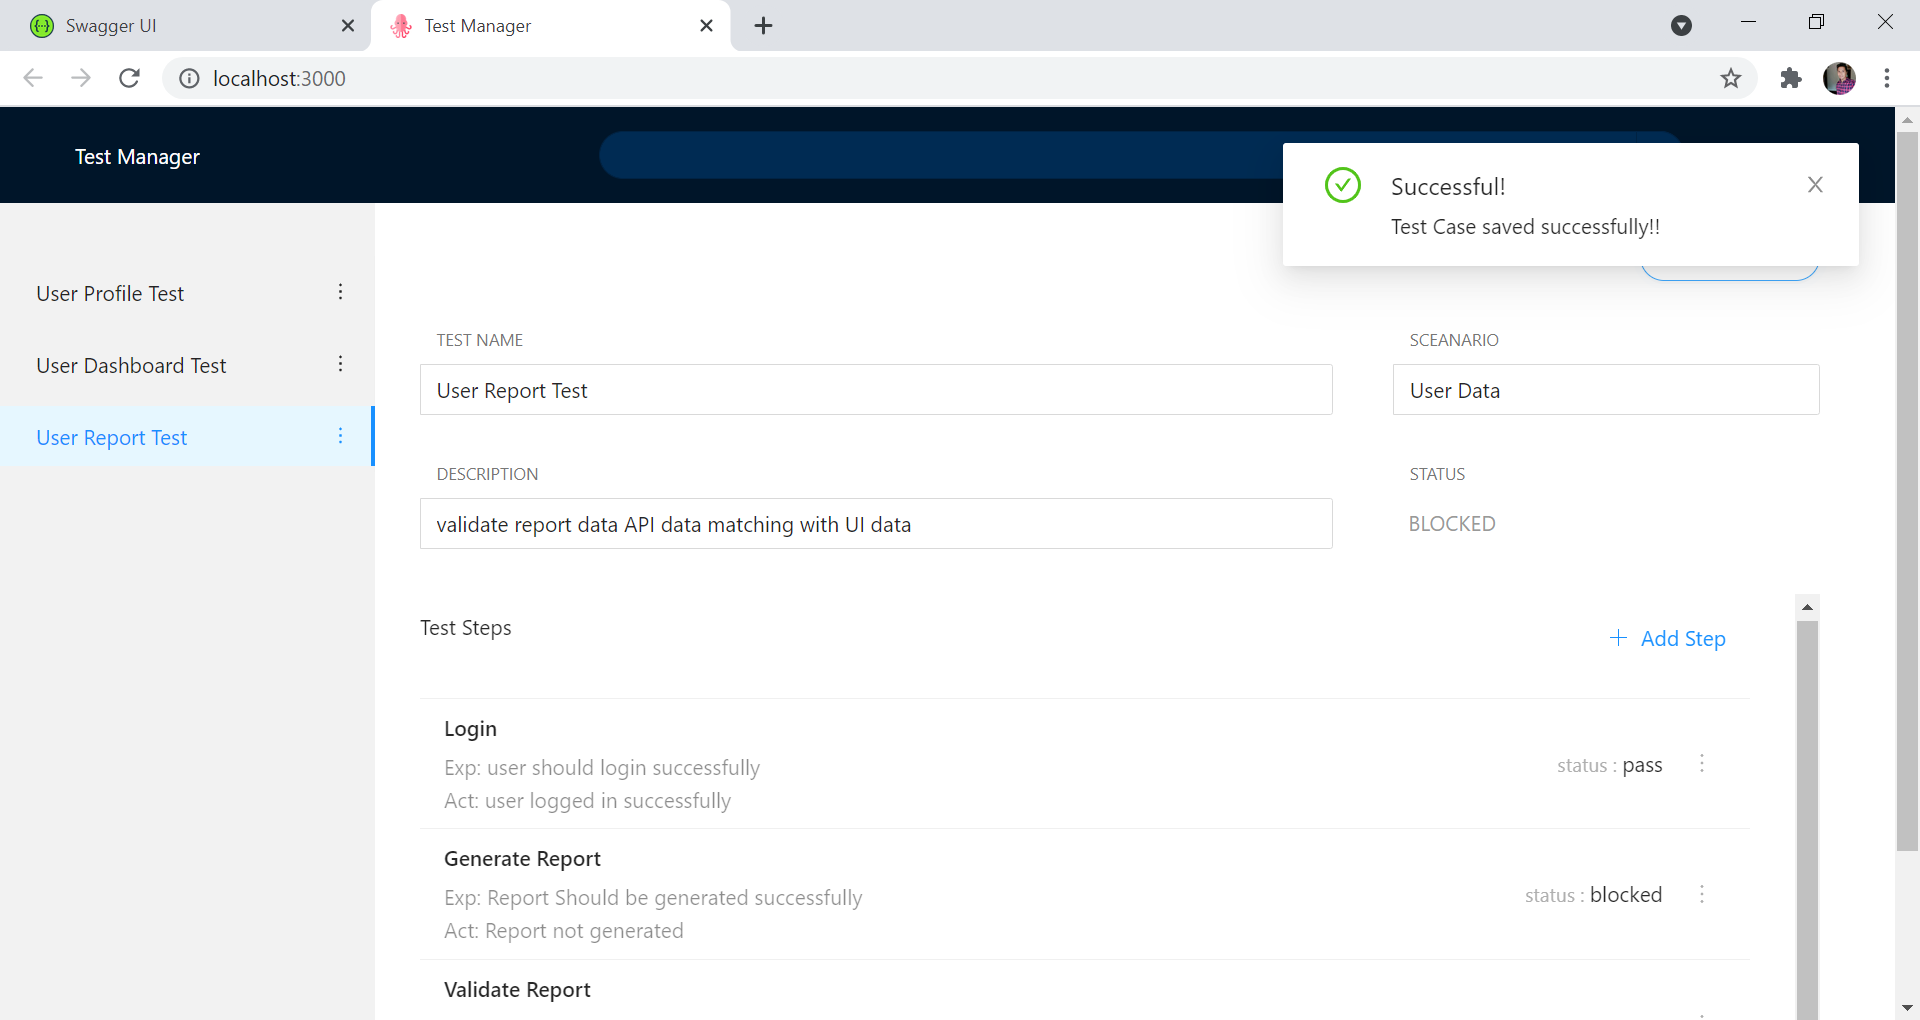 Swagger UI
Test Manager
localhost:3000
Test Manager
Successful!
Test Case saved successfully!!
User Profile Test
User Dashboard Test
User Report Test
TEST NAME
SCEANARIO
User Report Test
User Data
DESCRIPTION
STATUS
validate report data API data matching with UI data
BLOCKED
Test Steps
Add Step
Login
Exp: user should login successfully
Act: user logged in successfully
status : pass
Generate Report
Exp: Report Should be generated successfully
Act: Report not generated
status : blocked
Validate Report